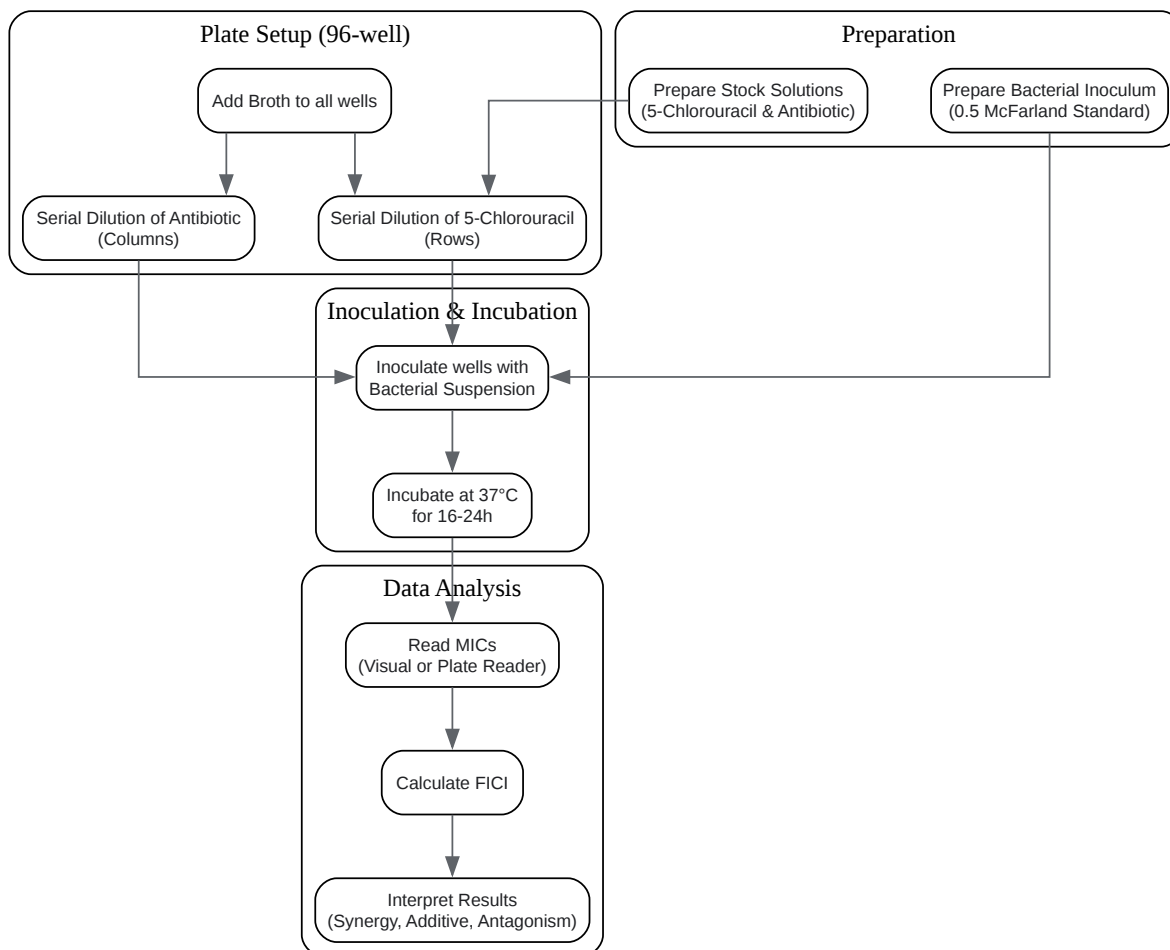 Plate Setup (96-well)
Add Broth to all wells
Serial Dilution of Antibiotic
(Columns)
Serial Dilution of 5-Chlorouracil
(Rows)
Preparation
Prepare Stock Solutions
(5-Chlorouracil & Antibiotic)
Prepare Bacterial Inoculum
(0.5 McFarland Standard)
Inoculation & Incubation
Inoculate wells with
Bacterial Suspension
Incubate at 37°C
for 16-24h
Data Analysis
Read MICs
(Visual or Plate Reader)
Calculate FICI
Interpret Results
(Synergy, Additive, Antagonism)